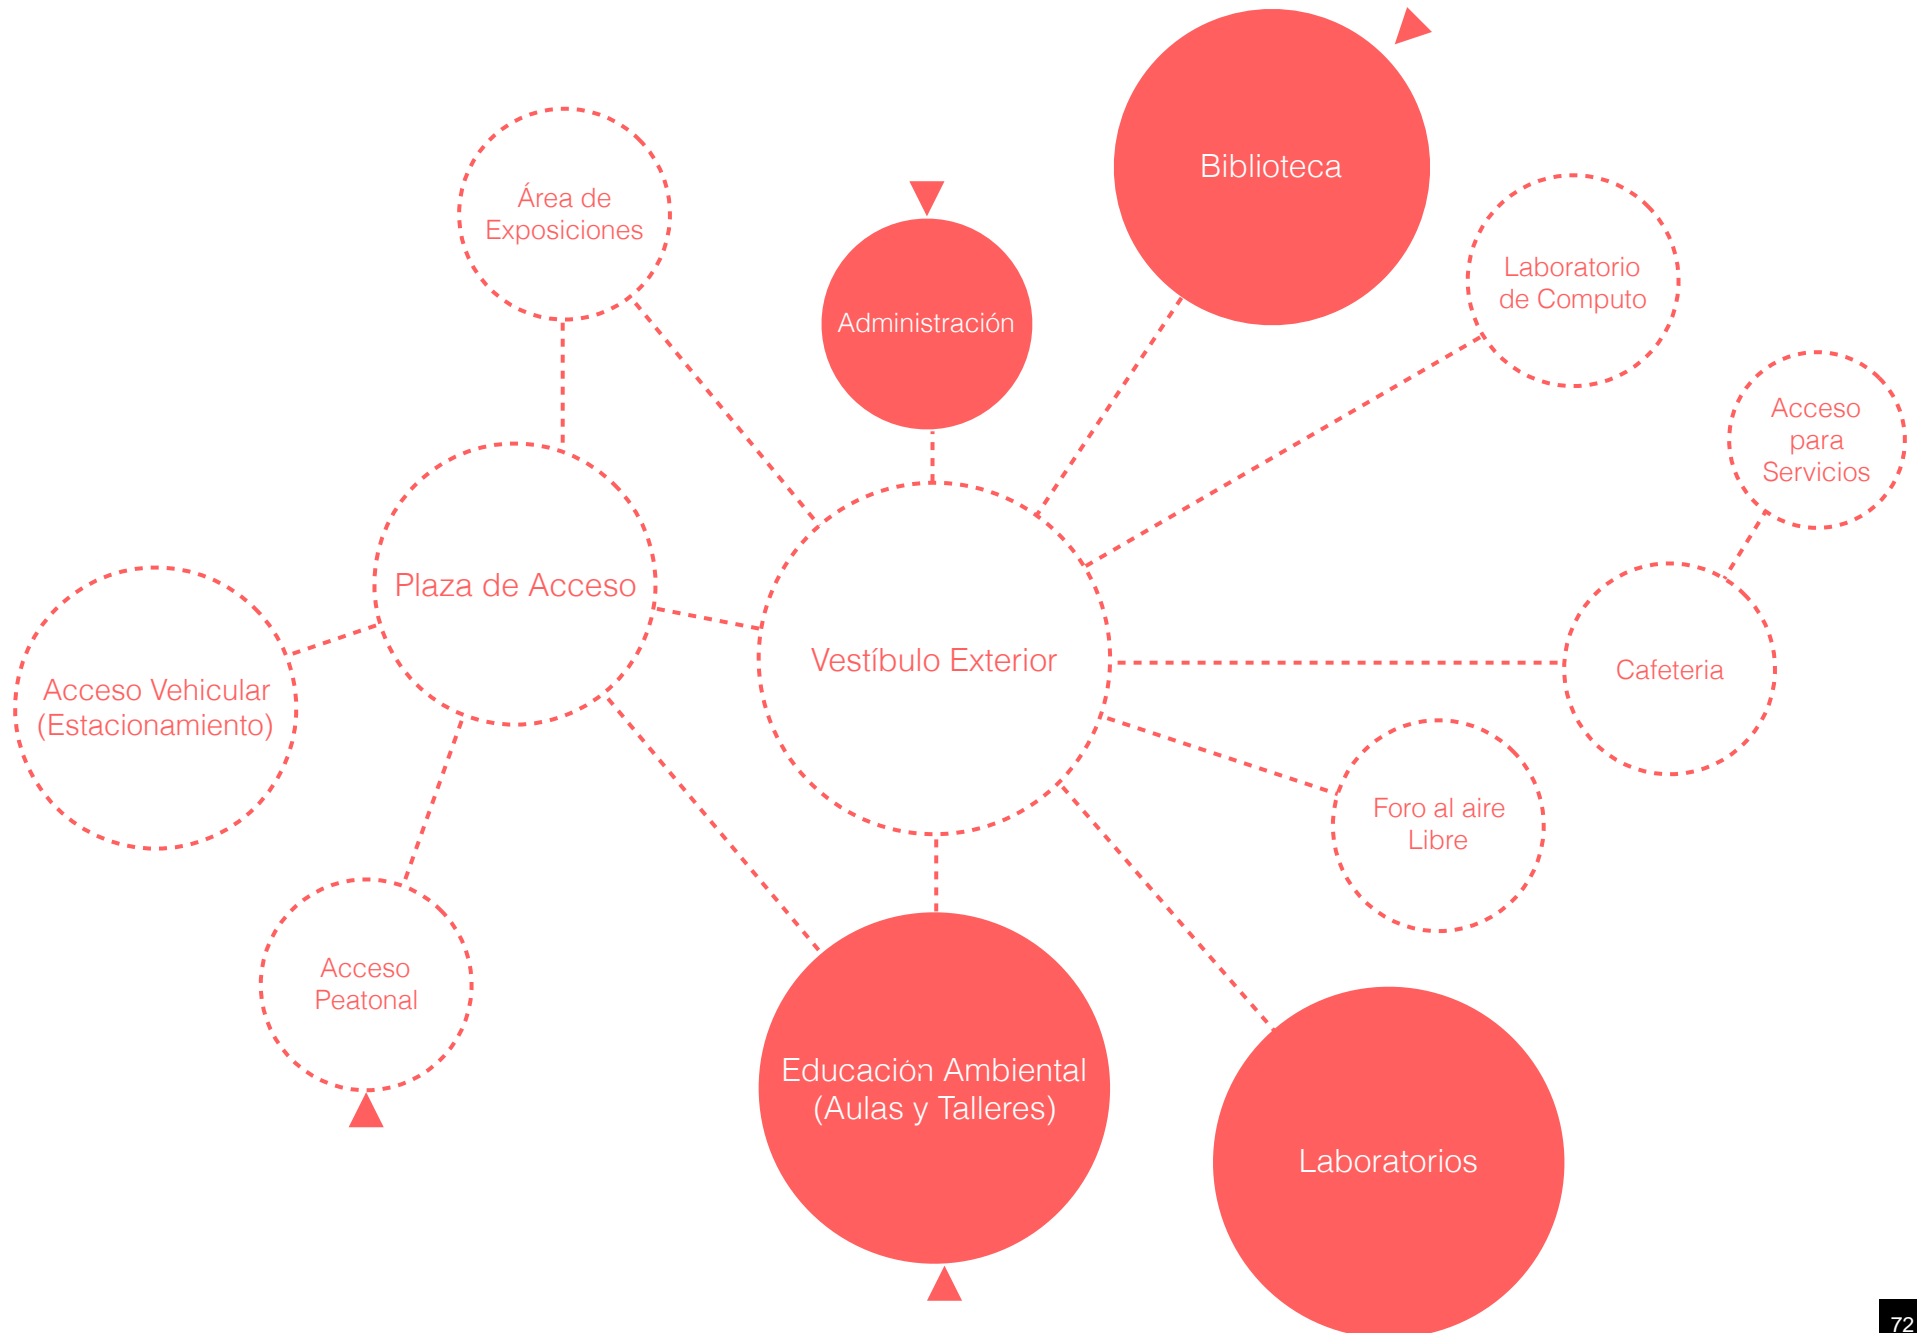 Biblioteca
Área de
Exposiciones
Administración
Laboratorio
de Computo
Acceso
para
Servicios
Plaza de Acceso
Vestíbulo Exterior
Cafeteria
Acceso Vehicular
(Estacionamiento)
Foro al aire
Libre
Acceso
Peatonal
Educación Ambiental
(Aulas y Talleres)
Laboratorios
72